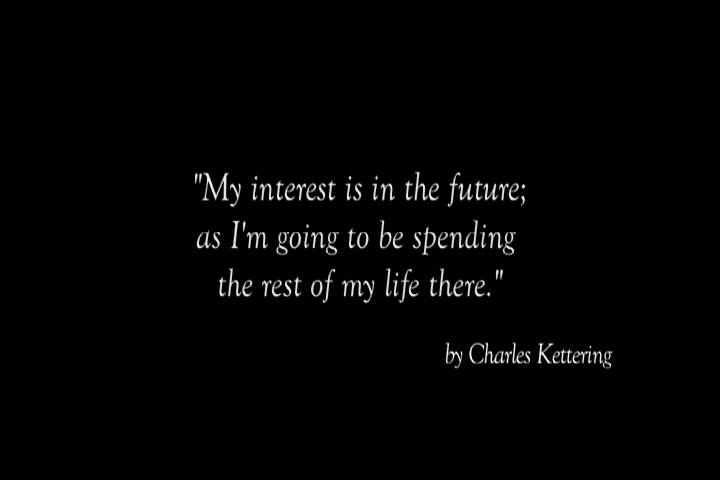 "My interest is in the future;
as I'm going to be spending
the rest of my life there."
by Charles Kettering